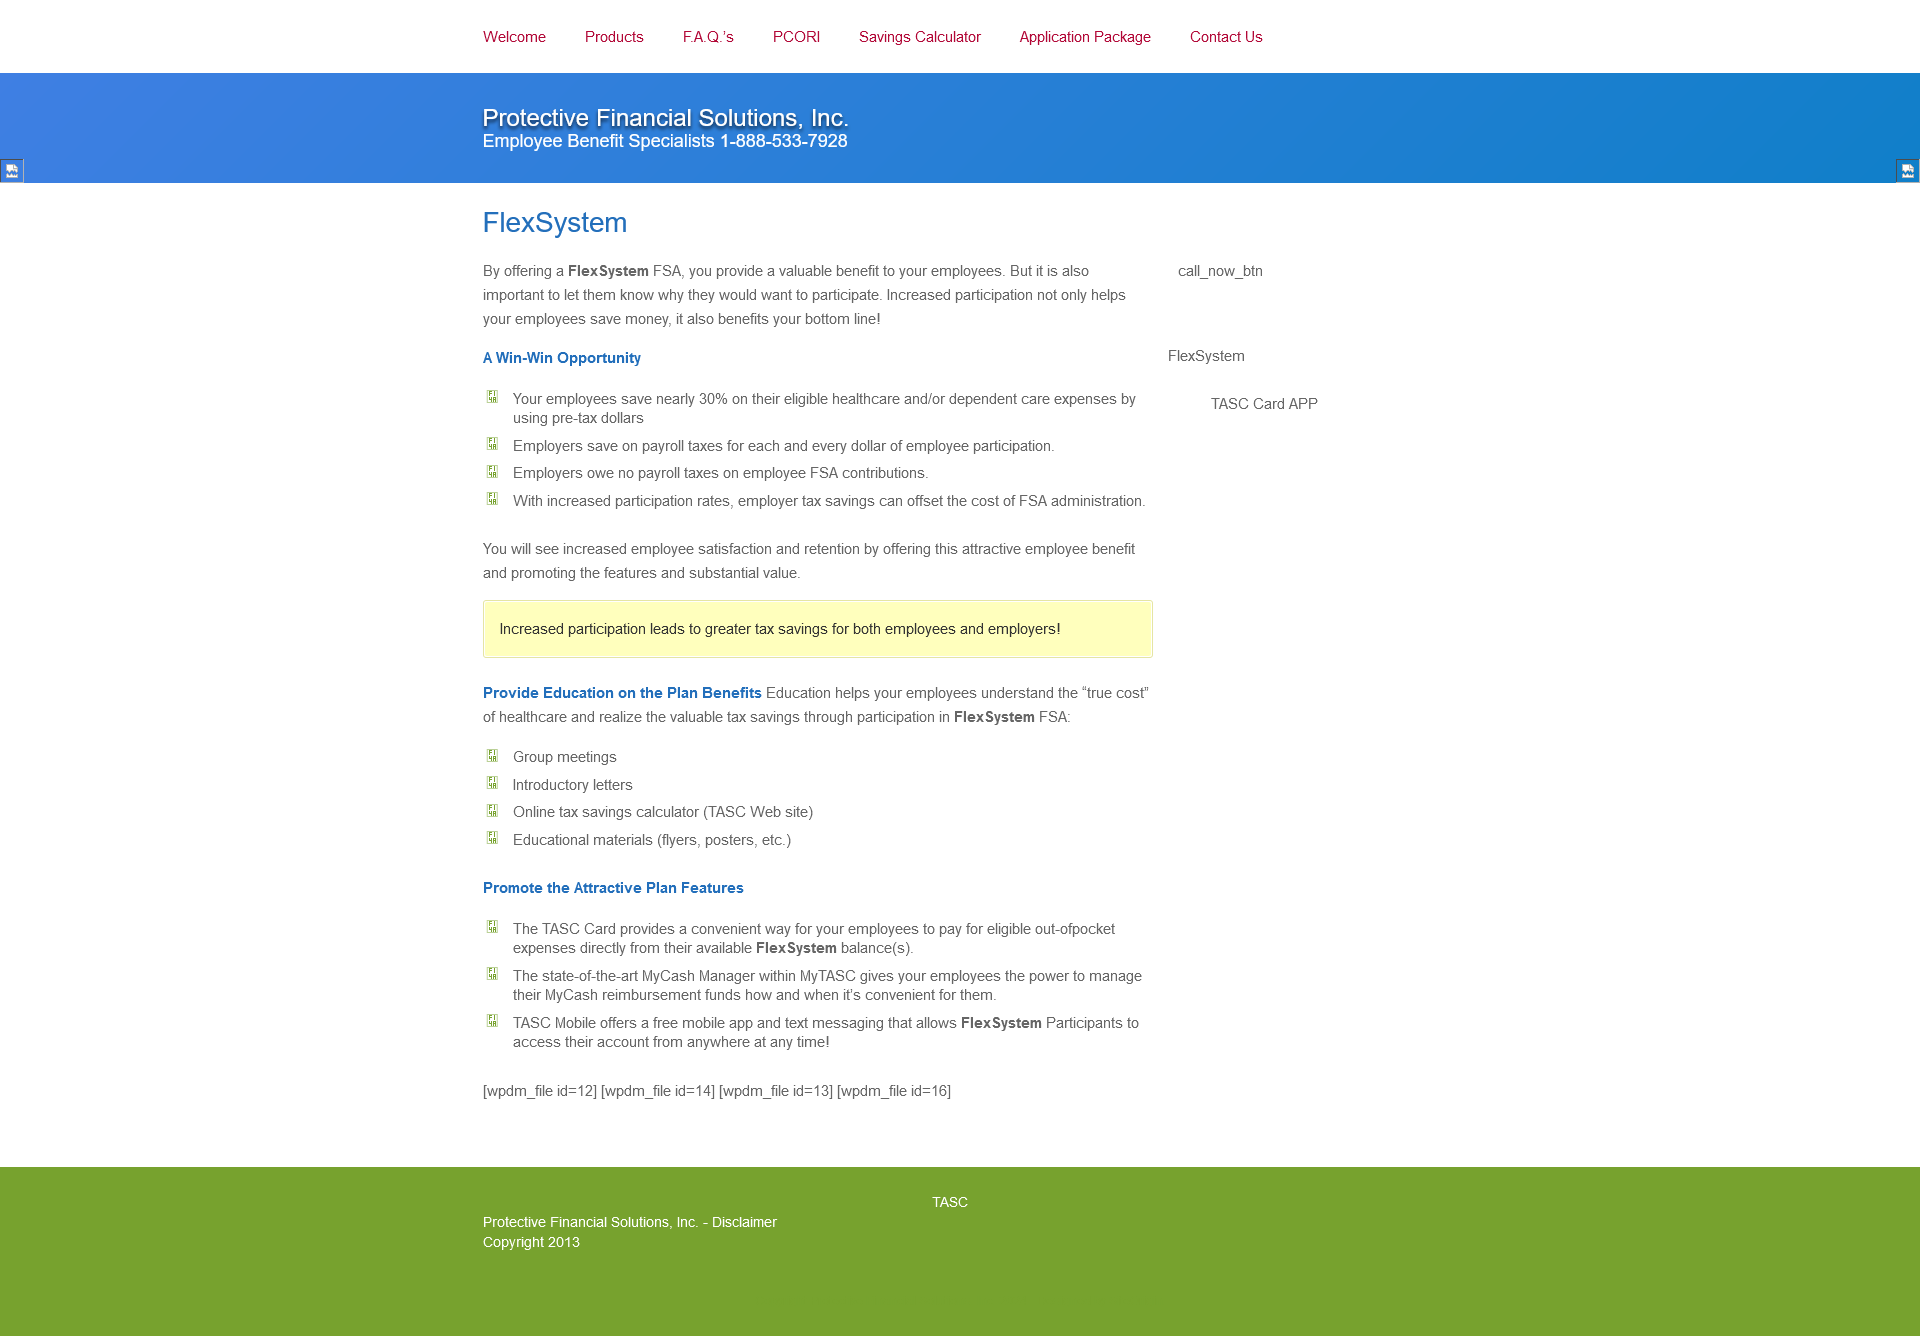 Welcome Products F.A.Q.'s PCORI Savings Calculator Application Package Contact Us
Protective Financial Solutions, Inc.
Employee Benefit Specialists 1-888-533-7928
FlexSystem
By offering a FlexSystem FSA, you provide a valuable benefit to your employees. But it is also
important to let them know why they would want to participate. Increased participation not only helps
your employees save money, it also benefits your bottom line!
A Win-Win Opportunity
Your employees save nearly 30% on their eligible healthcare and/or dependent care expenses by
using pre-tax dollars
Employers save on payroll taxes for each and every dollar of employee participation.
Employers owe no payroll taxes on employee FSA contributions.
With increased participation rates, employer tax savings can offset the cost of FSA administration.
You will see increased employee satisfaction and retention by offering this attractive employee benefit
and promoting the features and substantial value.
Increased participation leads to greater tax savings for both employees and employers!
Provide Education on the Plan Benefits Education helps your employees understand the “true cost”
of healthcare and realize the valuable tax savings through participation in FlexSystem FSA:
Group meetings
Introductory letters
Online tax savings calculator (TASC Web site)
Educational materials (flyers, posters, etc.)
Promote the Attractive Plan Features
The TASC Card provides a convenient way for your employees to pay for eligible out-ofpocket
expenses directly from their available FlexSystem balance(s).
The state-of-the-art MyCash Manager within MyTASC gives your employees the power to manage
their MyCash reimbursement funds how and when it’s convenient for them.
TASC Mobile offers a free mobile app and text messaging that allows FlexSystem Participants to
access their account from anywhere at any time!
[wpdm_file id=12] [wpdm_file id=14] [wpdm_file id=13] [wpdm_file id=16]
call_now_btn
FlexSystem
TASC Card APP
TASC
Protective Financial Solutions, Inc. - Disclaimer
Copyright 2013